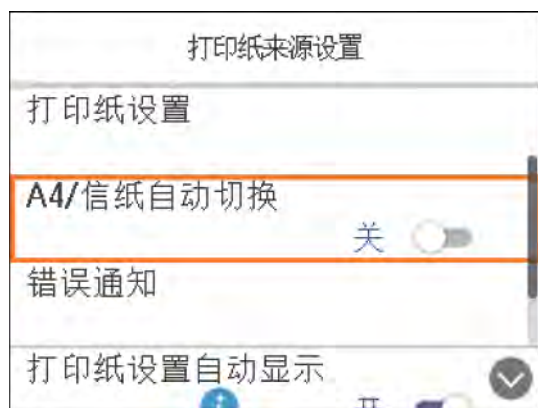 打印纸来源设置
打印纸设置
A4/信纸自动切换
关
错误通知
打印纸设置自动显示
开